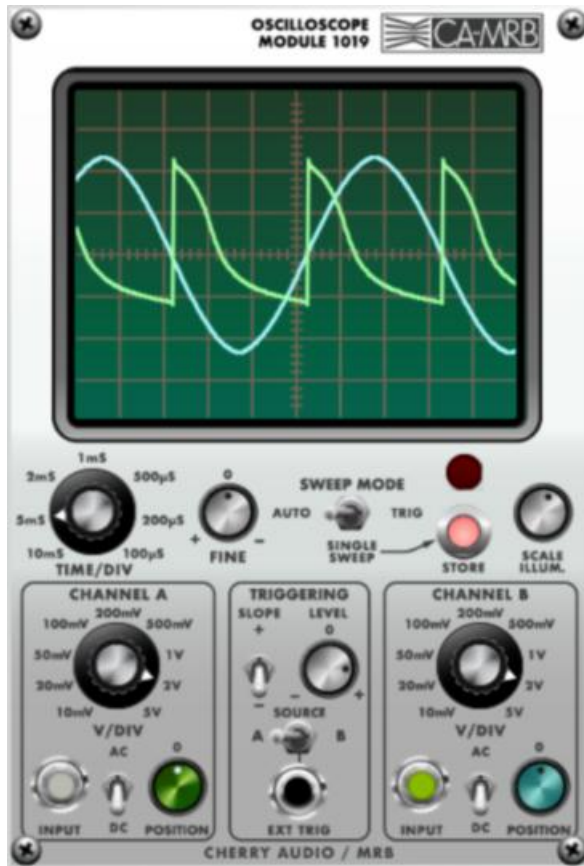 OSCILLOSCOPE
MODULE 1019
CA-MRB
1mS
2mS
500µS
5mS
200µS
10mS
100µS
TIME/DIV
0
+
-
FINE
SWEEP MODE
AUTO
TRIG
SINGLE
SWEEP
STORE
SCALE
ILLUM.
CHANNEL A
200mV
100mV
500mV
50mV
1V
20mV
2V
10mV
5V
V/DIV
AC
0
INPUT
DC
POSITION
TRIGGERING
SLOPE
LEVEL
+
0
-
-
+
SOURCE
A
B
EXT TRIG
CHANNEL B
200mV
100mV
500mV
50mV
1V
20mV
2V
10mV
5V
V/DIV
AC
0
INPUT
DC
POSITION
CHERRY AUDIO / MRB